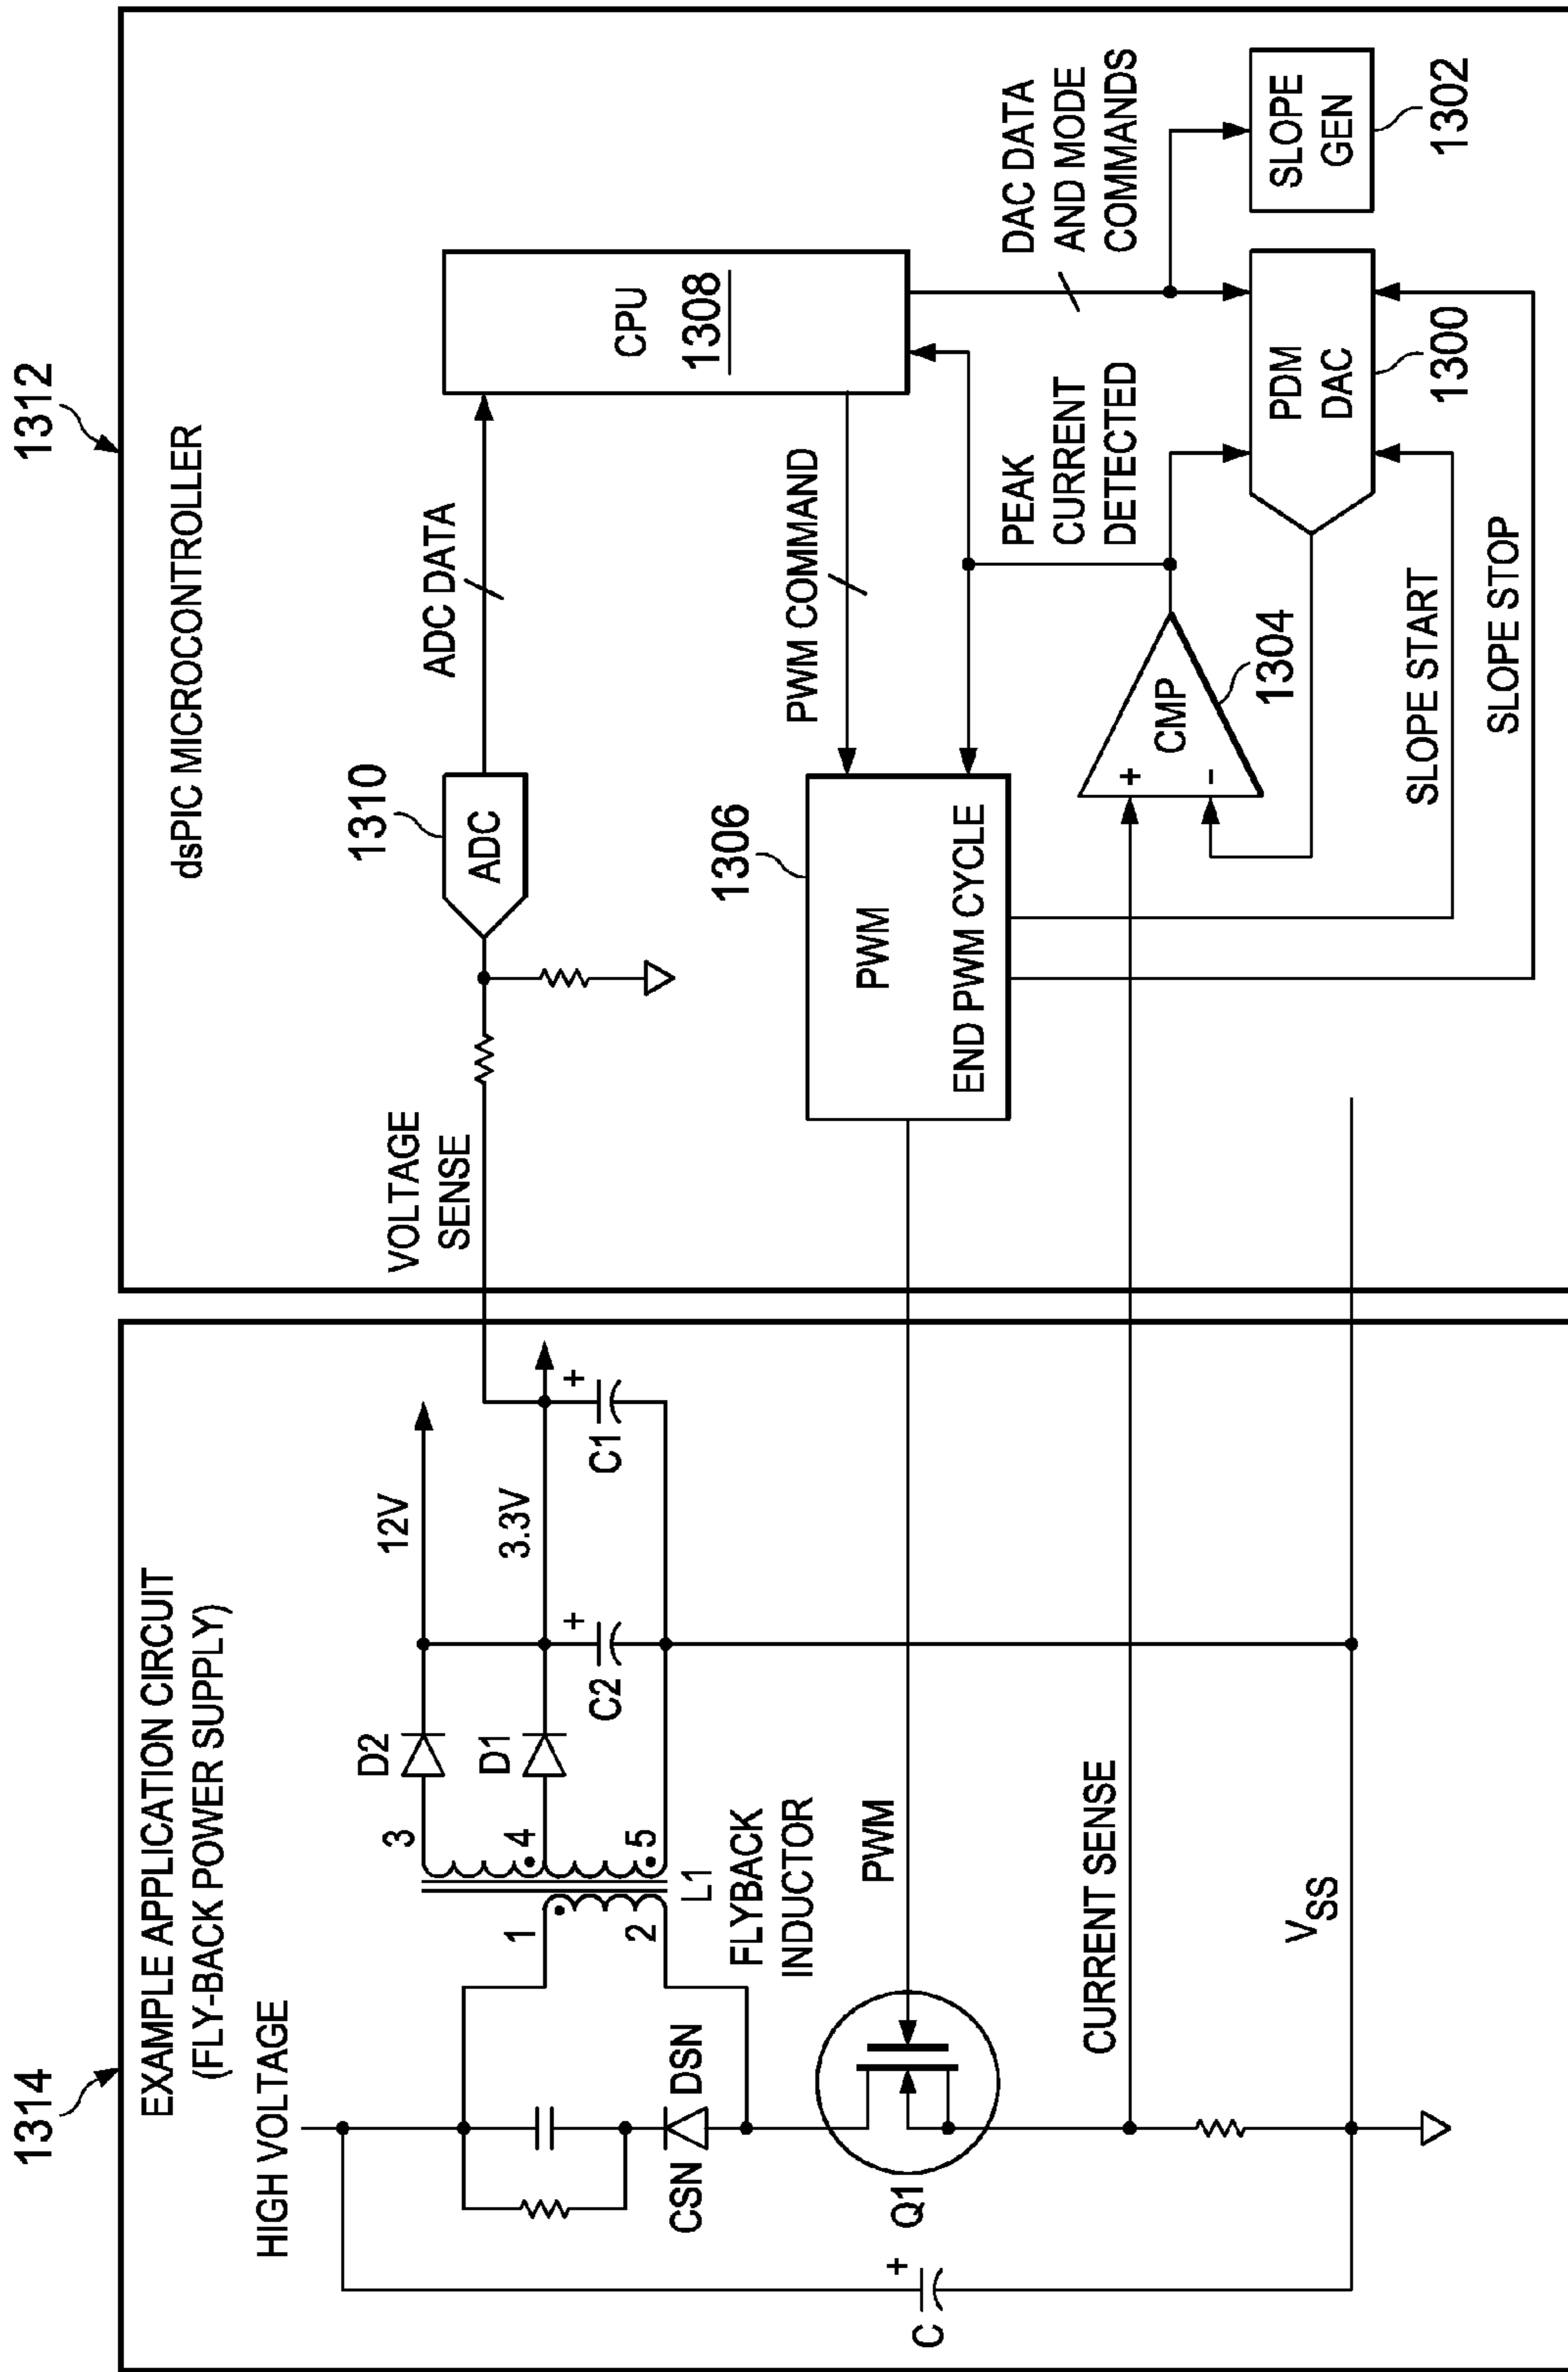 1314
EXAMPLE APPLICATION CIRCUIT
(FLY-BACK POWER SUPPLY)
HIGH VOLTAGE
C
+
CSN
DSN
Q1
1
2
3
4
5
L1
FLYBACK
INDUCTOR
D2
D1
12V
3.3V
C2
+
C1
+
PWM
CURRENT SENSE
VSS
1312
dsPIC MICROCONTROLLER
VOLTAGE
SENSE
1310
ADC
ADC DATA
CPU
1308
PWM COMMAND
1306
PWM
END PWM CYCLE
PEAK
CURRENT
DETECTED
DAC DATA
AND MODE
COMMANDS
CMP
+
-
1304
PDM
DAC
1300
SLOPE
GEN
1302
SLOPE START
SLOPE STOP